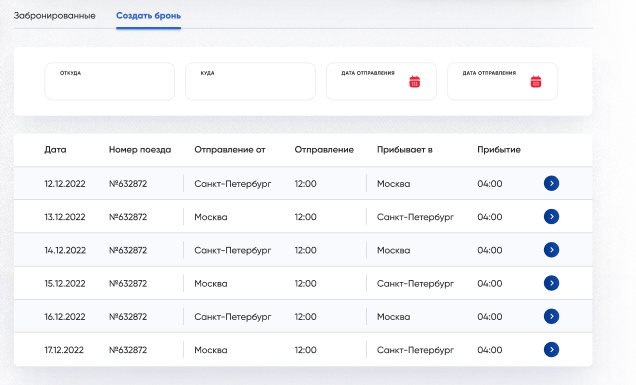 Забронированные Создать бронь
ОТКУДА КУДА ДАТА ОТПРАВЛЕНИЯ ДАТА ОТПРАВЛЕНИЯ
Дата Номер поезда Отправление от Отправление Прибывает в Прибытие
12.12.2022 №632872 Санкт-Петербург 12:00 Москва 04:00
13.12.2022 №632872 Москва 12:00 Санкт-Петербург 04:00
14.12.2022 №632872 Санкт-Петербург 12:00 Москва 04:00
15.12.2022 №632872 Москва 12:00 Санкт-Петербург 04:00
16.12.2022 №632872 Санкт-Петербург 12:00 Москва 04:00
17.12.2022 №632872 Москва 12:00 Санкт-Петербург 04:00